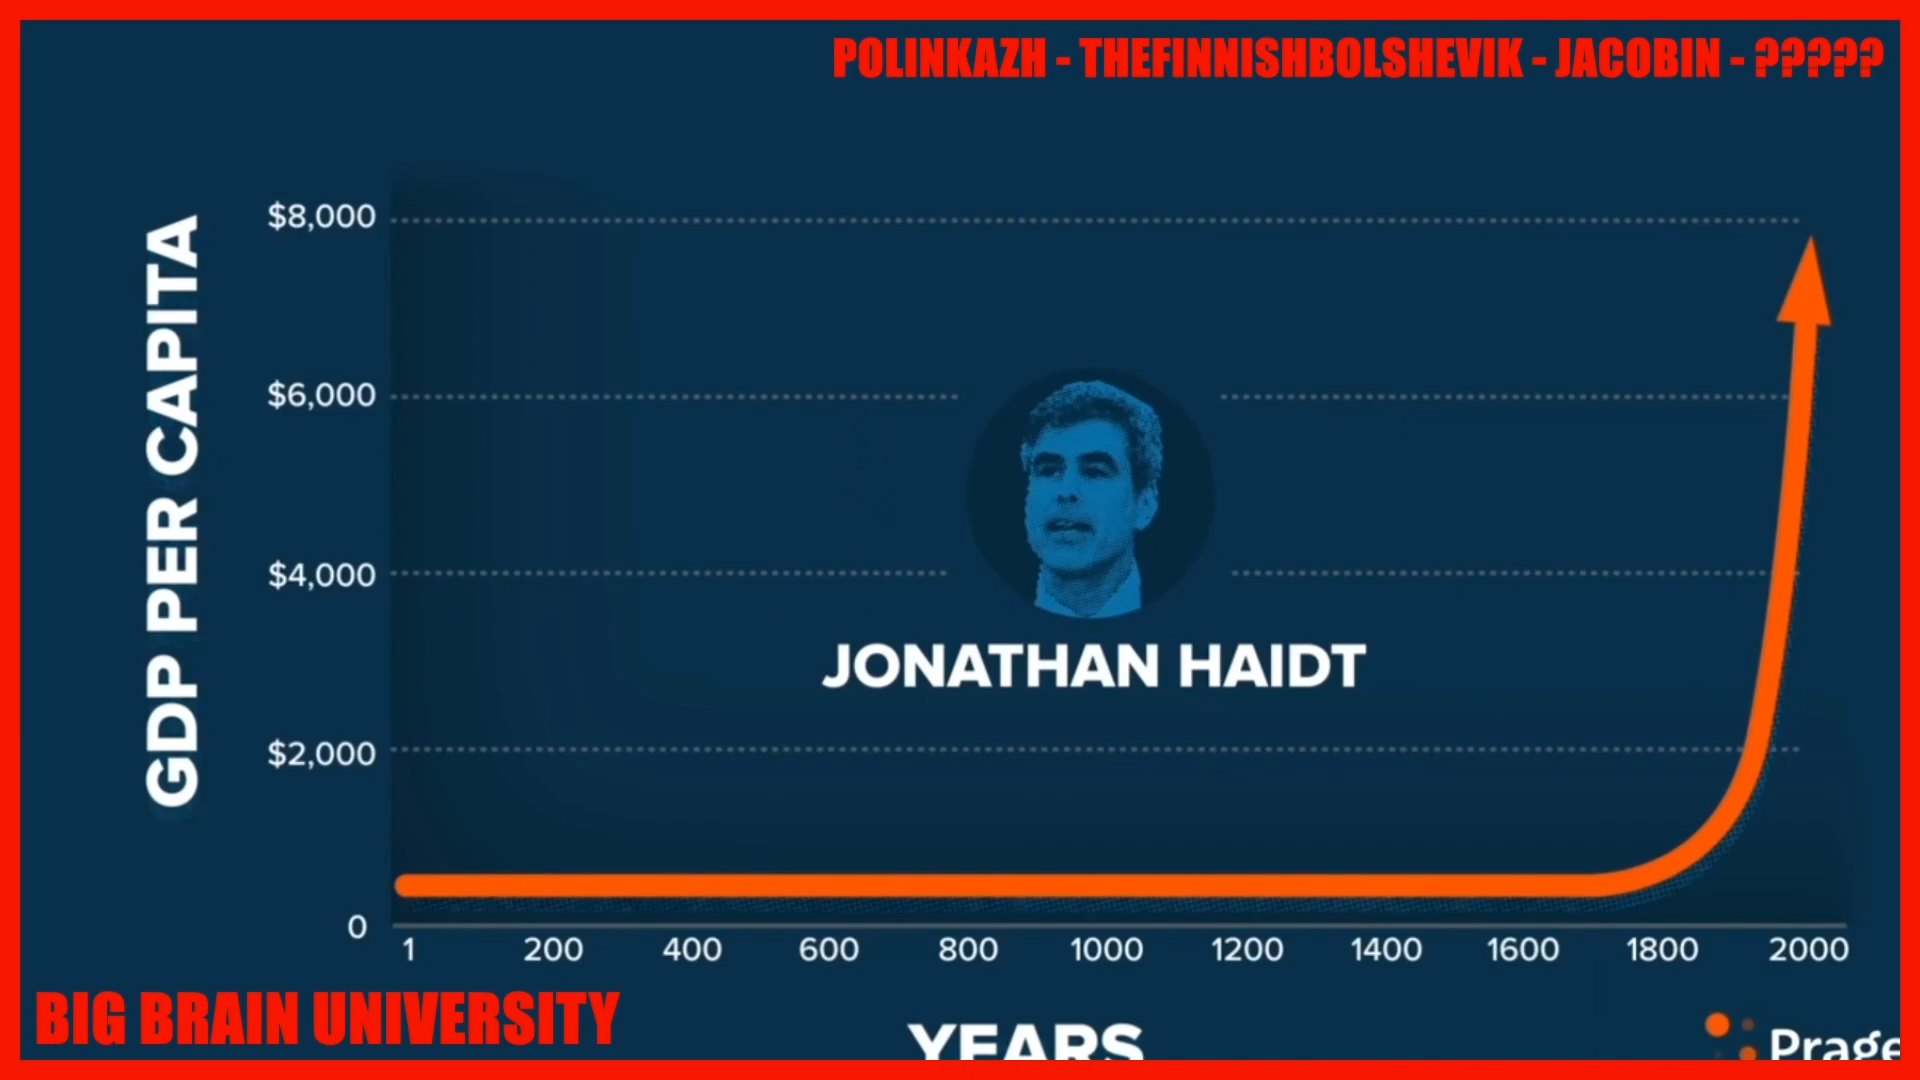 POLINKAZH - THEFINNISHBOLSHEVIK - JACOBIN - ?????
GDP PER CAPITA
$8,000
$6,000
$4,000
$2,000
0
JONATHAN HAIDT
1 200 400 600 800 1000 1200 1400 1600 1800 2000
YEARS
BIG BRAIN UNIVERSITY
Prage